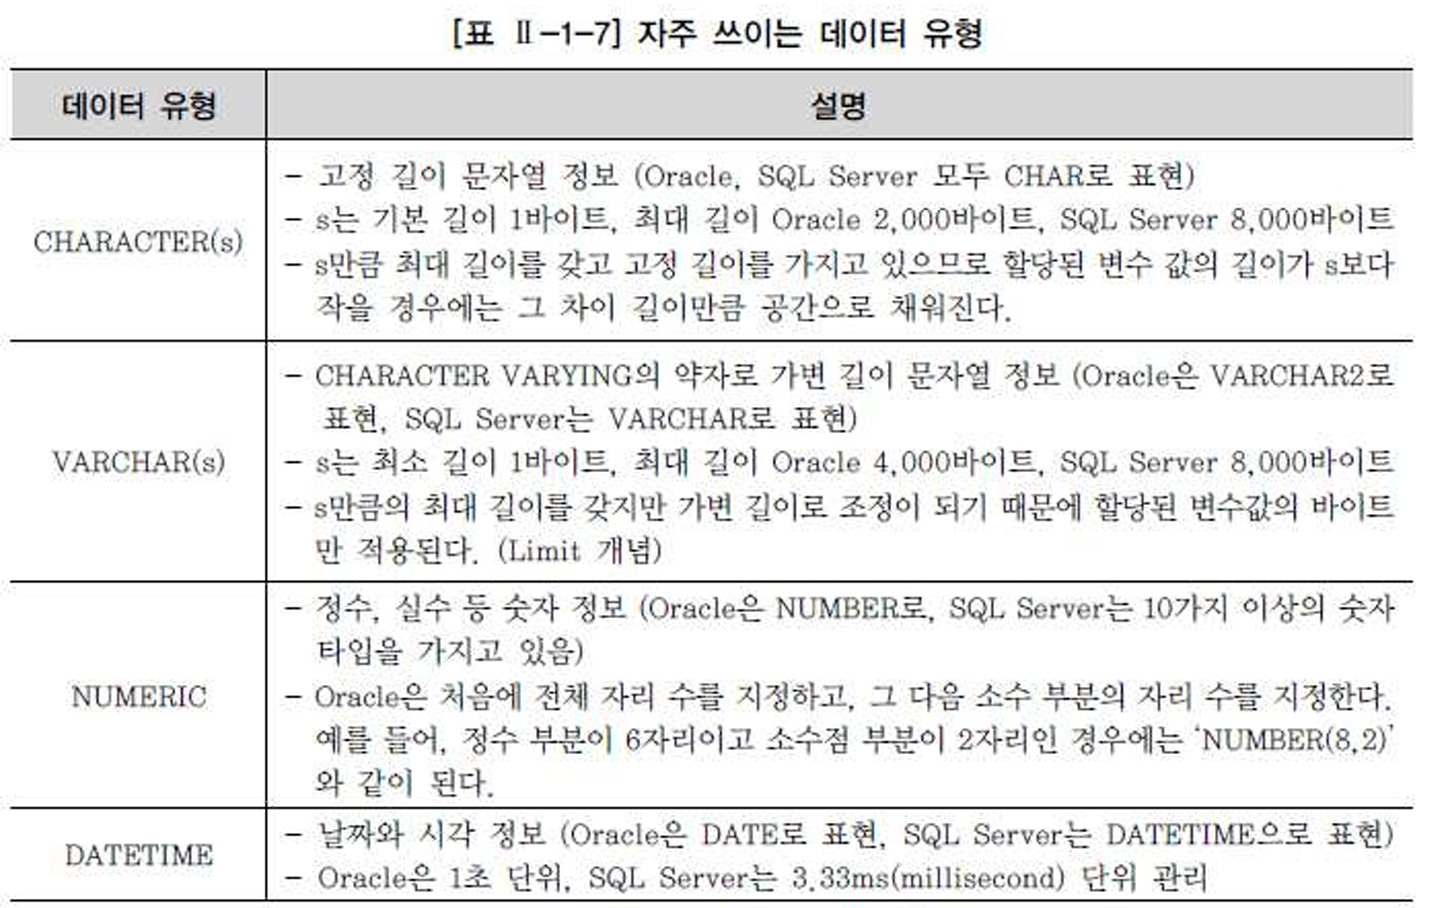 [표 Ⅱ-1-7] 자주 쓰이는 데이터 유형
데이터 유형
설명
CHARACTER(s)
- 고정 길이 문자열 정보 (Oracle, SQL Server 모두 CHAR로 표현)
- s는 기본 길이 1바이트, 최대 길이 Oracle 2,000바이트, SQL Server 8,000바이트
- s만큼 최대 길이를 갖고 고정 길이를 가지고 있으므로 할당된 변수 값의 길이가 s보다
작을 경우에는 그 차이 길이만큼 공간으로 채워진다.
VARCHAR(s)
- CHARACTER VARYING의 약자로 가변 길이 문자열 정보 (Oracle은 VARCHAR2로
표현, SQL Server는 VARCHAR로 표현)
- s는 최소 길이 1바이트, 최대 길이 Oracle 4,000바이트, SQL Server 8,000바이트
- s만큼의 최대 길이를 갖지만 가변 길이로 조정이 되기 때문에 할당된 변수값의 바이트
만 적용된다. (Limit 개념)
NUMERIC
- 정수, 실수 등 숫자 정보 (Oracle은 NUMBER로, SQL Server는 10가지 이상의 숫자
타입을 가지고 있음)
- Oracle은 처음에 전체 자리 수를 지정하고, 그 다음 소수 부분의 자리 수를 지정한다.
예를 들어, 정수 부분이 6자리이고 소수점 부분이 2자리인 경우에는 ‘NUMBER(8,2)’
와 같이 된다.
DATETIME
- 날짜와 시각 정보 (Oracle은 DATE로 표현, SQL Server는 DATETIME으로 표현)
- Oracle은 1초 단위, SQL Server는 3.33ms(millisecond) 단위 관리